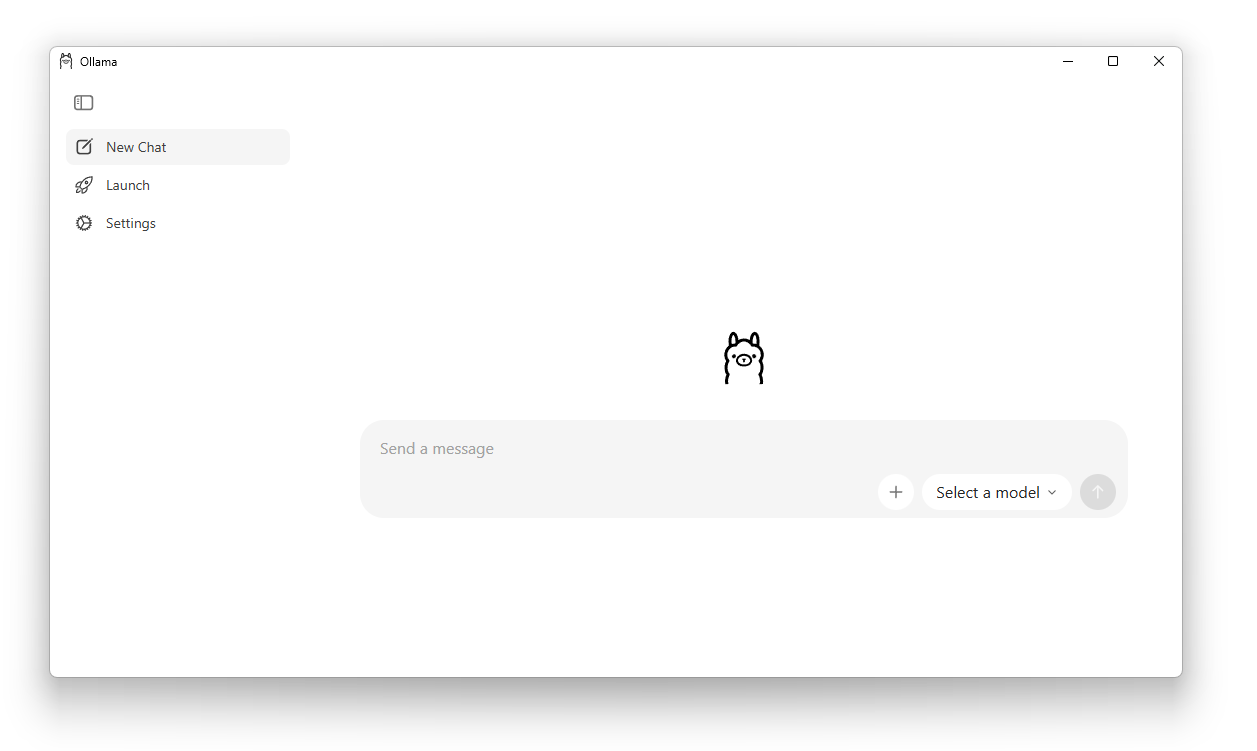 Ollama
New Chat
Launch
Settings
Send a message
Select a model